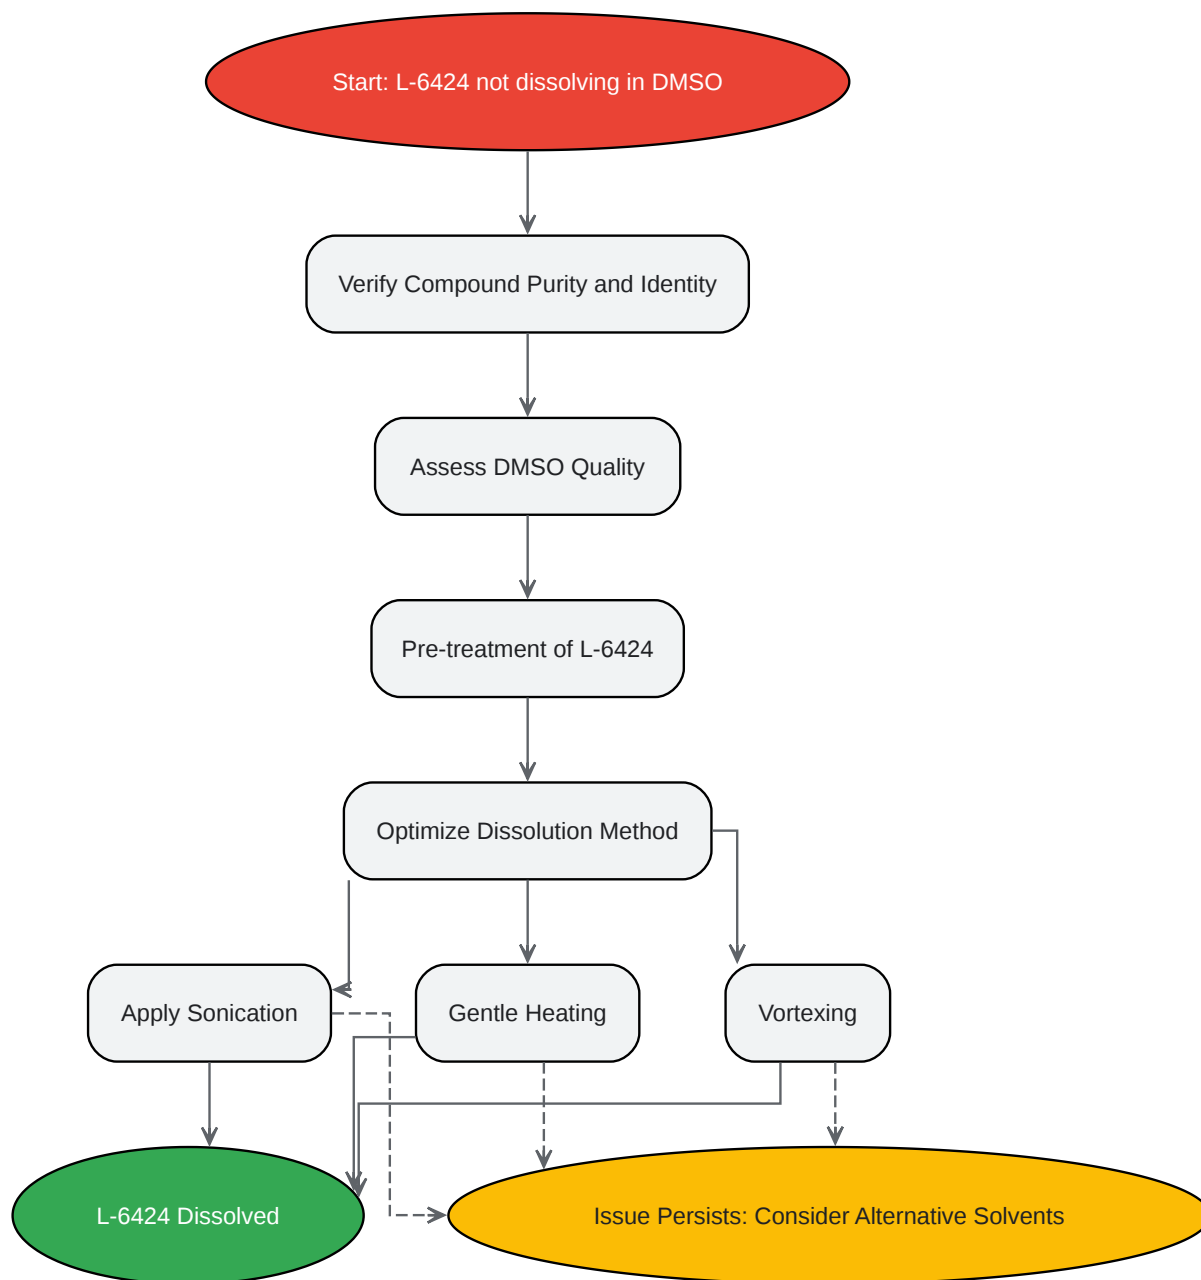 Start: L-6424 not dissolving in DMSO
Verify Compound Purity and Identity
Assess DMSO Quality
Pre-treatment of L-6424
Optimize Dissolution Method
Apply Sonication
Gentle Heating
Vortexing
L-6424 Dissolved
Issue Persists: Consider Alternative Solvents